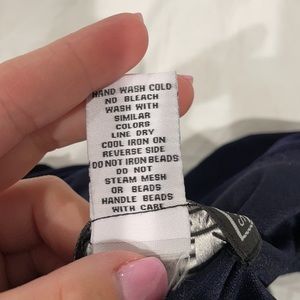 HAND WASH COLD
NO BLEACH
WASH WITH
SIMILAR
COLORS
LINE DRY
COOL IRON ON
REVERSE SIDE
DO NOT IRON BEADS
DO NOT
STEAM MESH
OR BEADS
HANDLE BEADS
WITH CARE